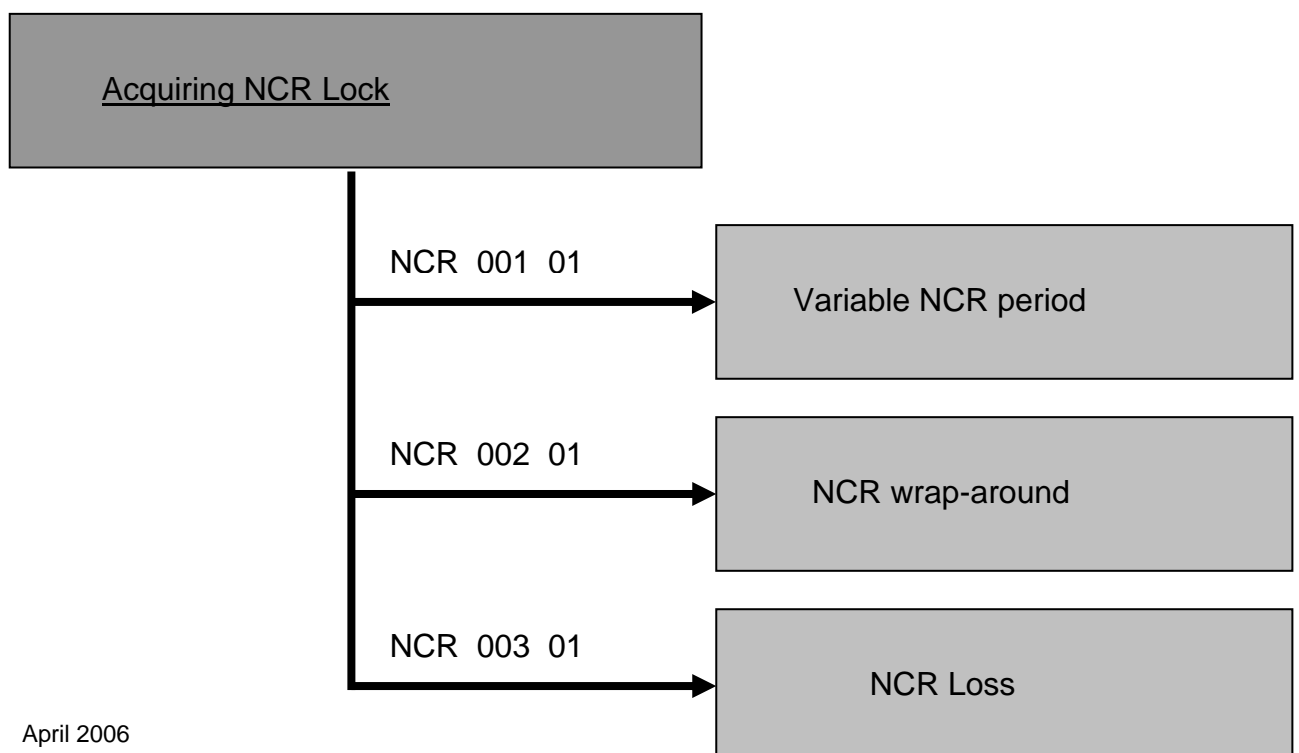 Acquiring NCR Lock
NCR 001 01
Variable NCR period
NCR 002 01
NCR wrap-around
NCR 003 01
NCR Loss
April 2006